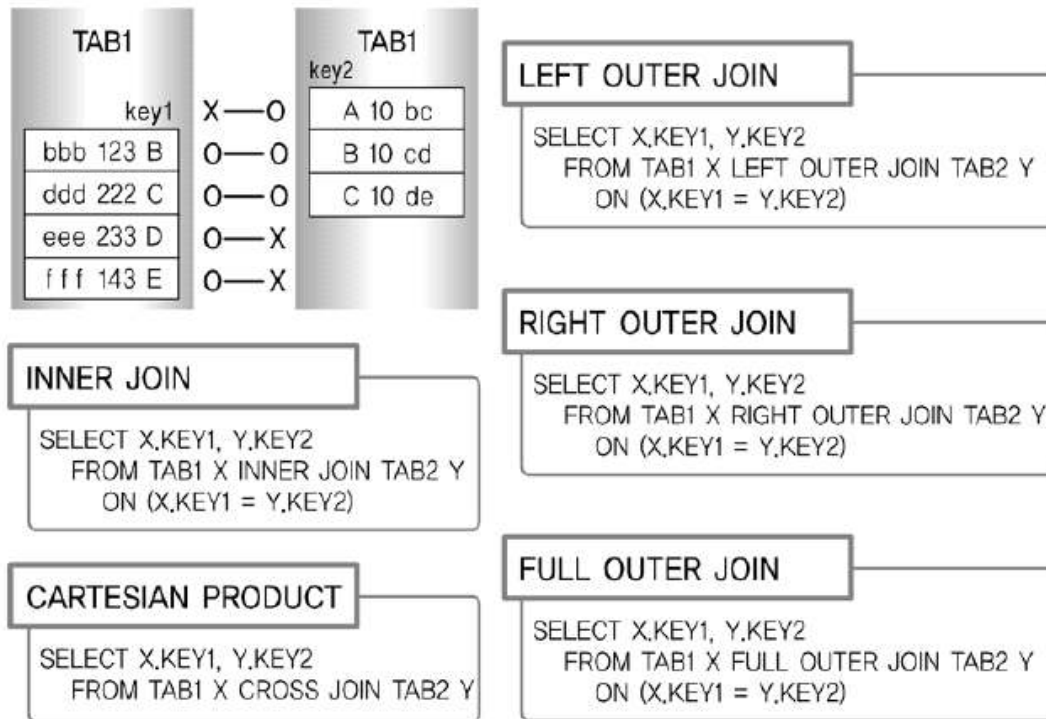 TAB1
key1
bbb 123 B
ddd 222 C
eee 233 D
fff 143 E
X—O
O—O
O—O
O—X
O—X
TAB1
key2
A 10 bc
B 10 cd
C 10 de
INNER JOIN
SELECT X.KEY1, Y.KEY2
FROM TAB1 X INNER JOIN TAB2 Y
ON (X.KEY1 = Y.KEY2)
CARTESIAN PRODUCT
SELECT X.KEY1, Y.KEY2
FROM TAB1 X CROSS JOIN TAB2 Y
LEFT OUTER JOIN
SELECT X.KEY1, Y.KEY2
FROM TAB1 X LEFT OUTER JOIN TAB2 Y
ON (X.KEY1 = Y.KEY2)
RIGHT OUTER JOIN
SELECT X.KEY1, Y.KEY2
FROM TAB1 X RIGHT OUTER JOIN TAB2 Y
ON (X.KEY1 = Y.KEY2)
FULL OUTER JOIN
SELECT X.KEY1, Y.KEY2
FROM TAB1 X FULL OUTER JOIN TAB2 Y
ON (X.KEY1 = Y.KEY2)